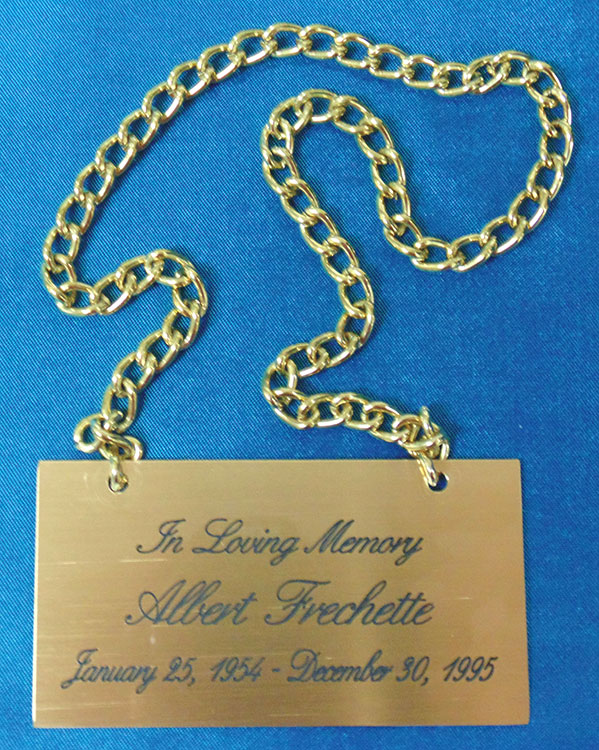 In Loving Memory
Albert Frechette
January 25, 1954 - December 30, 1995